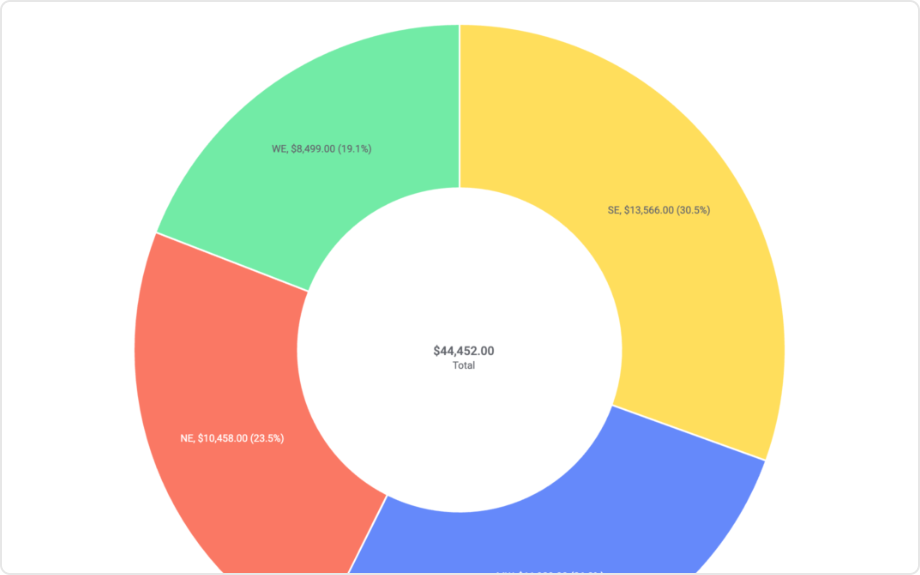 WE, $8,499.00 (19.1%)
SE, $13,566.00 (30.5%)
$44,452.00
Total
NE, $10,458.00 (23.5%)